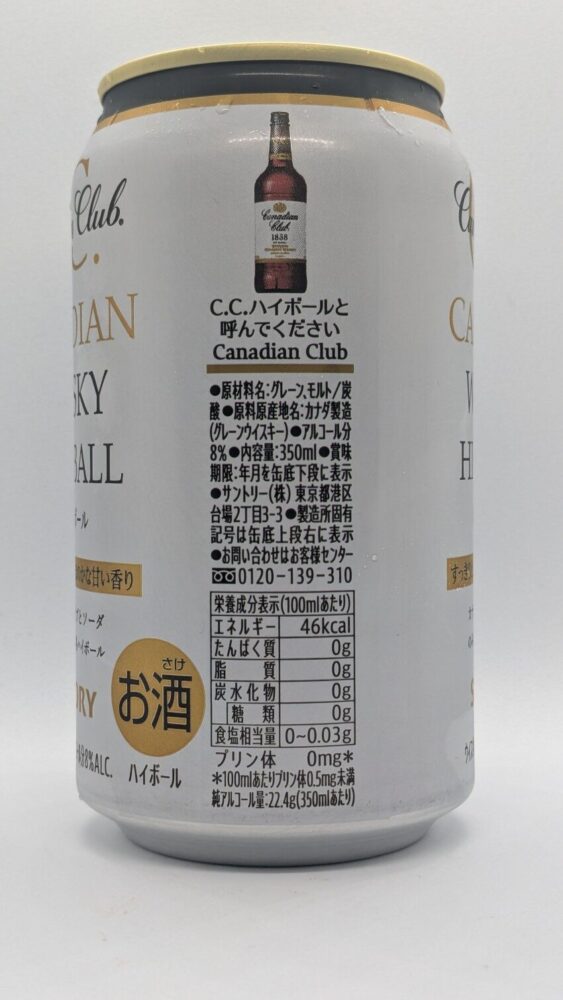 Club.
C.
DIAN
SKY
BALL
ール
かな甘い香り
とソーダ
ハイボール
RY
8%ALC.
お酒
さけ
ハイボール
Canadian
Club
1858
C.C.ハイボールと
呼んでください
Canadian Club
●原材料名:グレーン、モルト/炭
酸●原料原産地名:カナダ製造
(グレーンウイスキー)●アルコール分
8%●内容量:350ml●賞味
期限:年月を缶底下段に表示
●サントリー(株) 東京都港区
台場2丁目3-3●製造所固有
記号は缶底上段右に表示
●お問い合わせはお客様センター
0120-139-310
栄養成分表示(100mlあたり)
エネルギー 46kcal
たんぱく質 0g
脂質 0g
炭水化物 0g
糖類 0g
食塩相当量 0~0.03g
プリン体 0mg*
*100mlあたりプリン体0.5mg未満
純アルコール量:22.4g(350mlあたり)
CA
W
H
すっきり